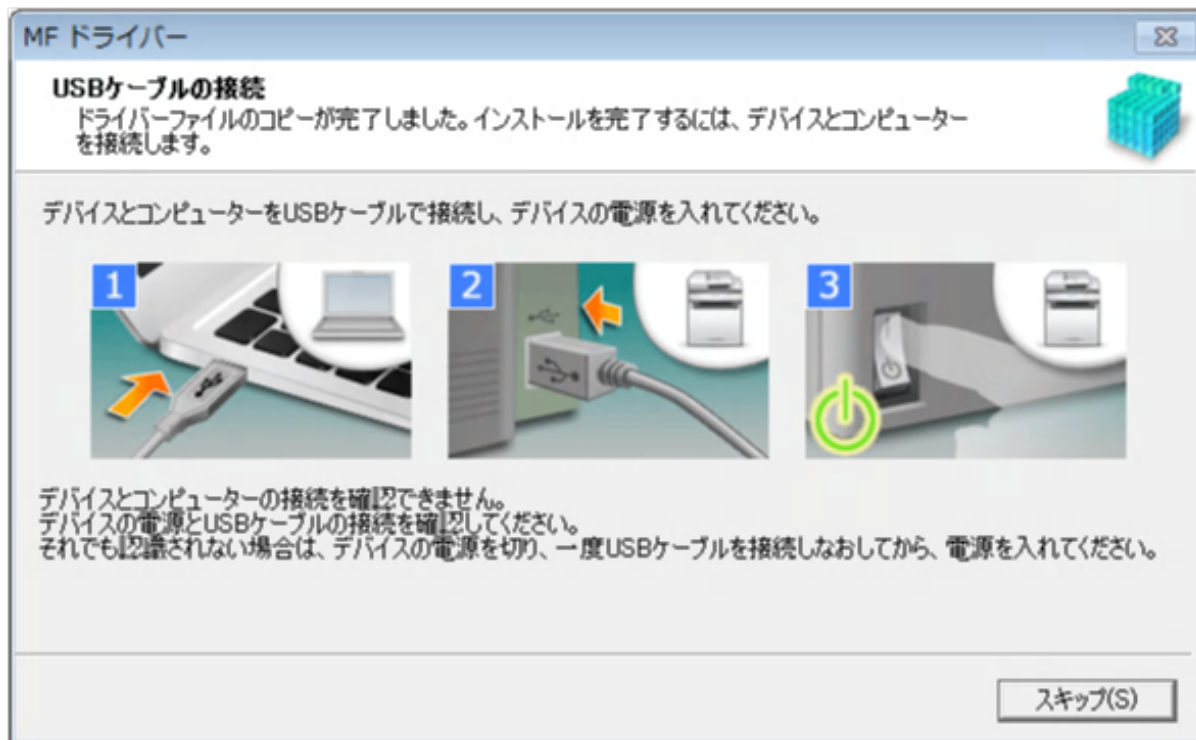 MF ドライバー
USBケーブルの接続
ドライバーファイルのコピーが完了しました。インストールを完了するには、デバイスとコンピューター
を接続します。
デバイスとコンピューターをUSBケーブルで接続し、デバイスの電源を入れてください。
1
2
3
デバイスとコンピューターの接続を確認できません。
デバイスの電源とUSBケーブルの接続を確認してください。
それでも認識されない場合は、デバイスの電源を切り、一度USBケーブルを接続しなおしてから、電源を入れてください。
スキップ(S)